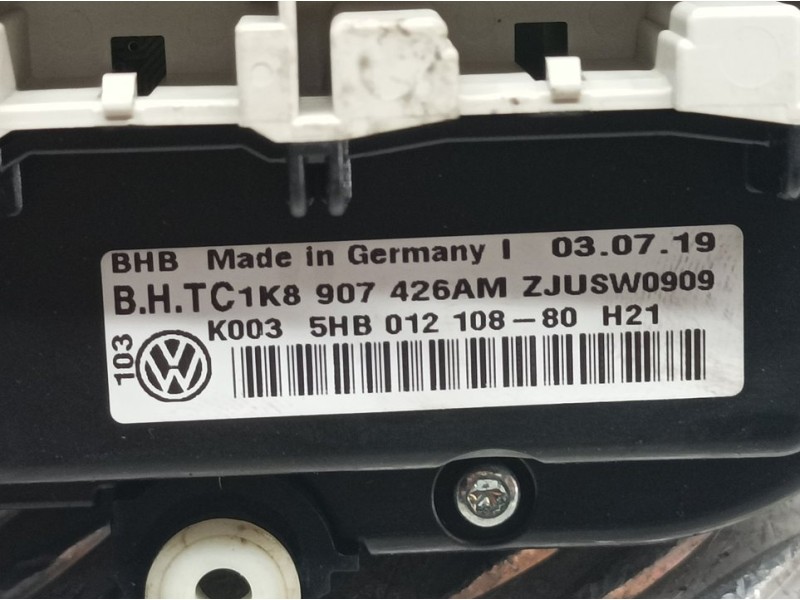 BHB Made in Germany I 03.07.19
B.H.TC1K8 907 426AM ZJUSW0909
K003 5HB 012 108-80 H21
103